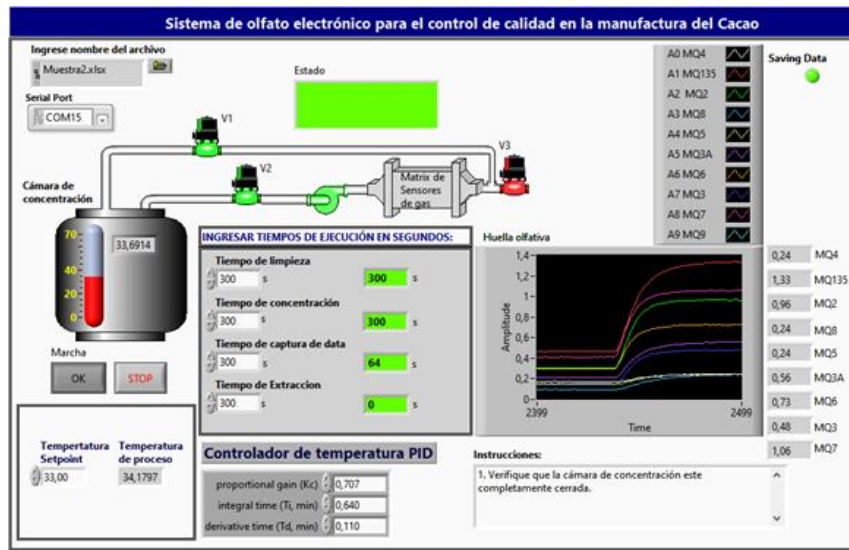 Sistema de olfato electrónico para el control de calidad en la manufactura del Cacao
Ingrese nombre del archivo
Muestra2.xlsx
Serial Port
COM15
Estado
V1
V2
V3
Matrix de
Sensores
de gas
Cámara de
concentración
33,6914
70
40
20
0
Marcha
OK
STOP
Tempertatura
Setpoint
33,00
Temperatura
de proceso
34,1797
INGRESAR TIEMPOS DE EJECUCIÓN EN SEGUNDOS:
Tiempo de limpieza
300 s 300 s
Tiempo de concentración
300 s 300 s
Tiempo de captura de data
300 s 64 s
Tiempo de Extraccion
300 s 0 s
Controlador de temperatura PID
proportional gain (Kc) 0,707
integral time (Ti, min) 0,640
derivative time (Td, min) 0,110
A0 MQ4
A1 MQ135
A2 MQ2
A3 MQ8
A4 MQ5
A5 MQ3A
A6 MQ6
A7 MQ3
A8 MQ7
A9 MQ9
Saving Data
Huella olfativa
Amplitude
1,4
1,2
1
0,8
0,6
0,4
0,2
0
2399
2499
Time
0,24 MQ4
1,33 MQ135
0,96 MQ2
0,24 MQ8
0,24 MQ5
0,56 MQ3A
0,73 MQ6
0,48 MQ3
1,06 MQ7
Instrucciones:
1. Verifique que la cámara de concentración este
completamente cerrada.